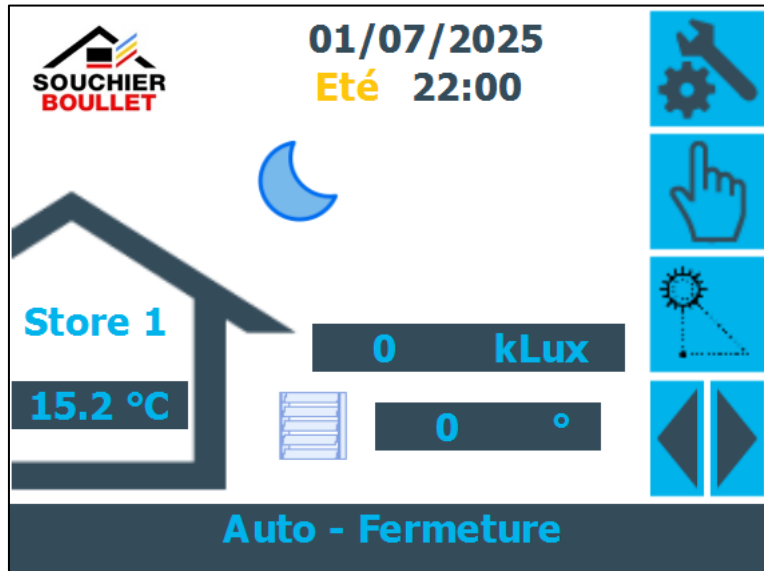 SOUCHIER
BOULLET
01/07/2025
Eté 22:00
Store 1
0 kLux
15.2 °C
0 °
Auto - Fermeture